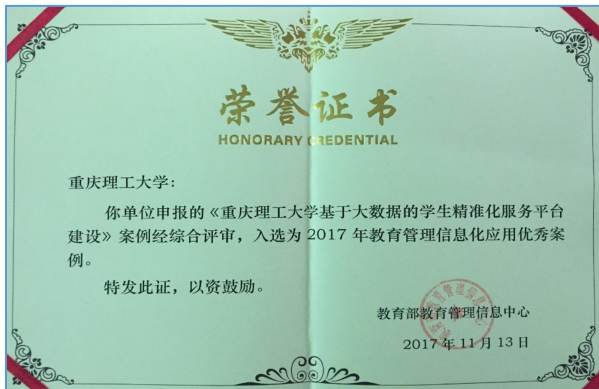 荣誉证书
HONORARY CREDENTIAL
重庆理工大学：
你单位申报的《重庆理工大学基于大数据的学生精准化服务平台
建设》案例经综合评审，入选为 2017 年教育管理信息化应用优秀案
例。
特发此证，以资鼓励。
教育部教育管理信息中心
2017 年 11 月 13 日